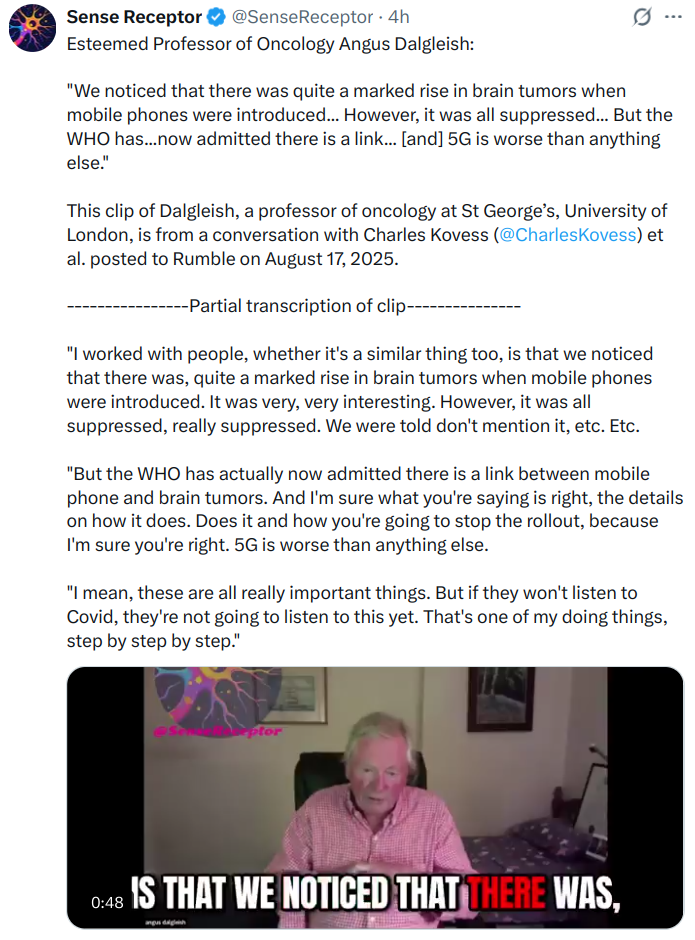 Sense Receptor @SenseReceptor · 4h
Esteemed Professor of Oncology Angus Dalgleish:
"We noticed that there was quite a marked rise in brain tumors when
mobile phones were introduced... However, it was all suppressed... But the
WHO has...now admitted there is a link... [and] 5G is worse than anything
else."
This clip of Dalgleish, a professor of oncology at St George’s, University of
London, is from a conversation with Charles Kovess (@CharlesKovess) et
al. posted to Rumble on August 17, 2025.
----------------Partial transcription of clip---------------
"I worked with people, whether it's a similar thing too, is that we noticed
that there was, quite a marked rise in brain tumors when mobile phones
were introduced. It was very, very interesting. However, it was all
suppressed, really suppressed. We were told don't mention it, etc. Etc.
"But the WHO has actually now admitted there is a link between mobile
phone and brain tumors. And I'm sure what you're saying is right, the details
on how it does. Does it and how you're going to stop the rollout, because
I'm sure you're right. 5G is worse than anything else.
"I mean, these are all really important things. But if they won't listen to
Covid, they're not going to listen to this yet. That's one of my doing things,
step by step by step."
@SenseReceptor
0:48 IS THAT WE NOTICED THAT THERE WAS,
angus dalgleish